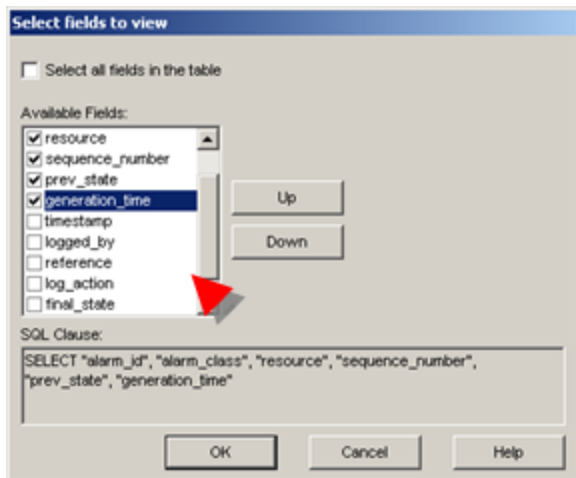 Select fields to view
Select all fields in the table
Available Fields:
resource
sequence_number
prev_state
generation_time
timestamp
logged_by
reference
log_action
final_state
Up
Down
SQL Clause:
SELECT "alarm_id", "alarm_class", "resource", "sequence_number",
"prev_state", "generation_time"
OK
Cancel
Help